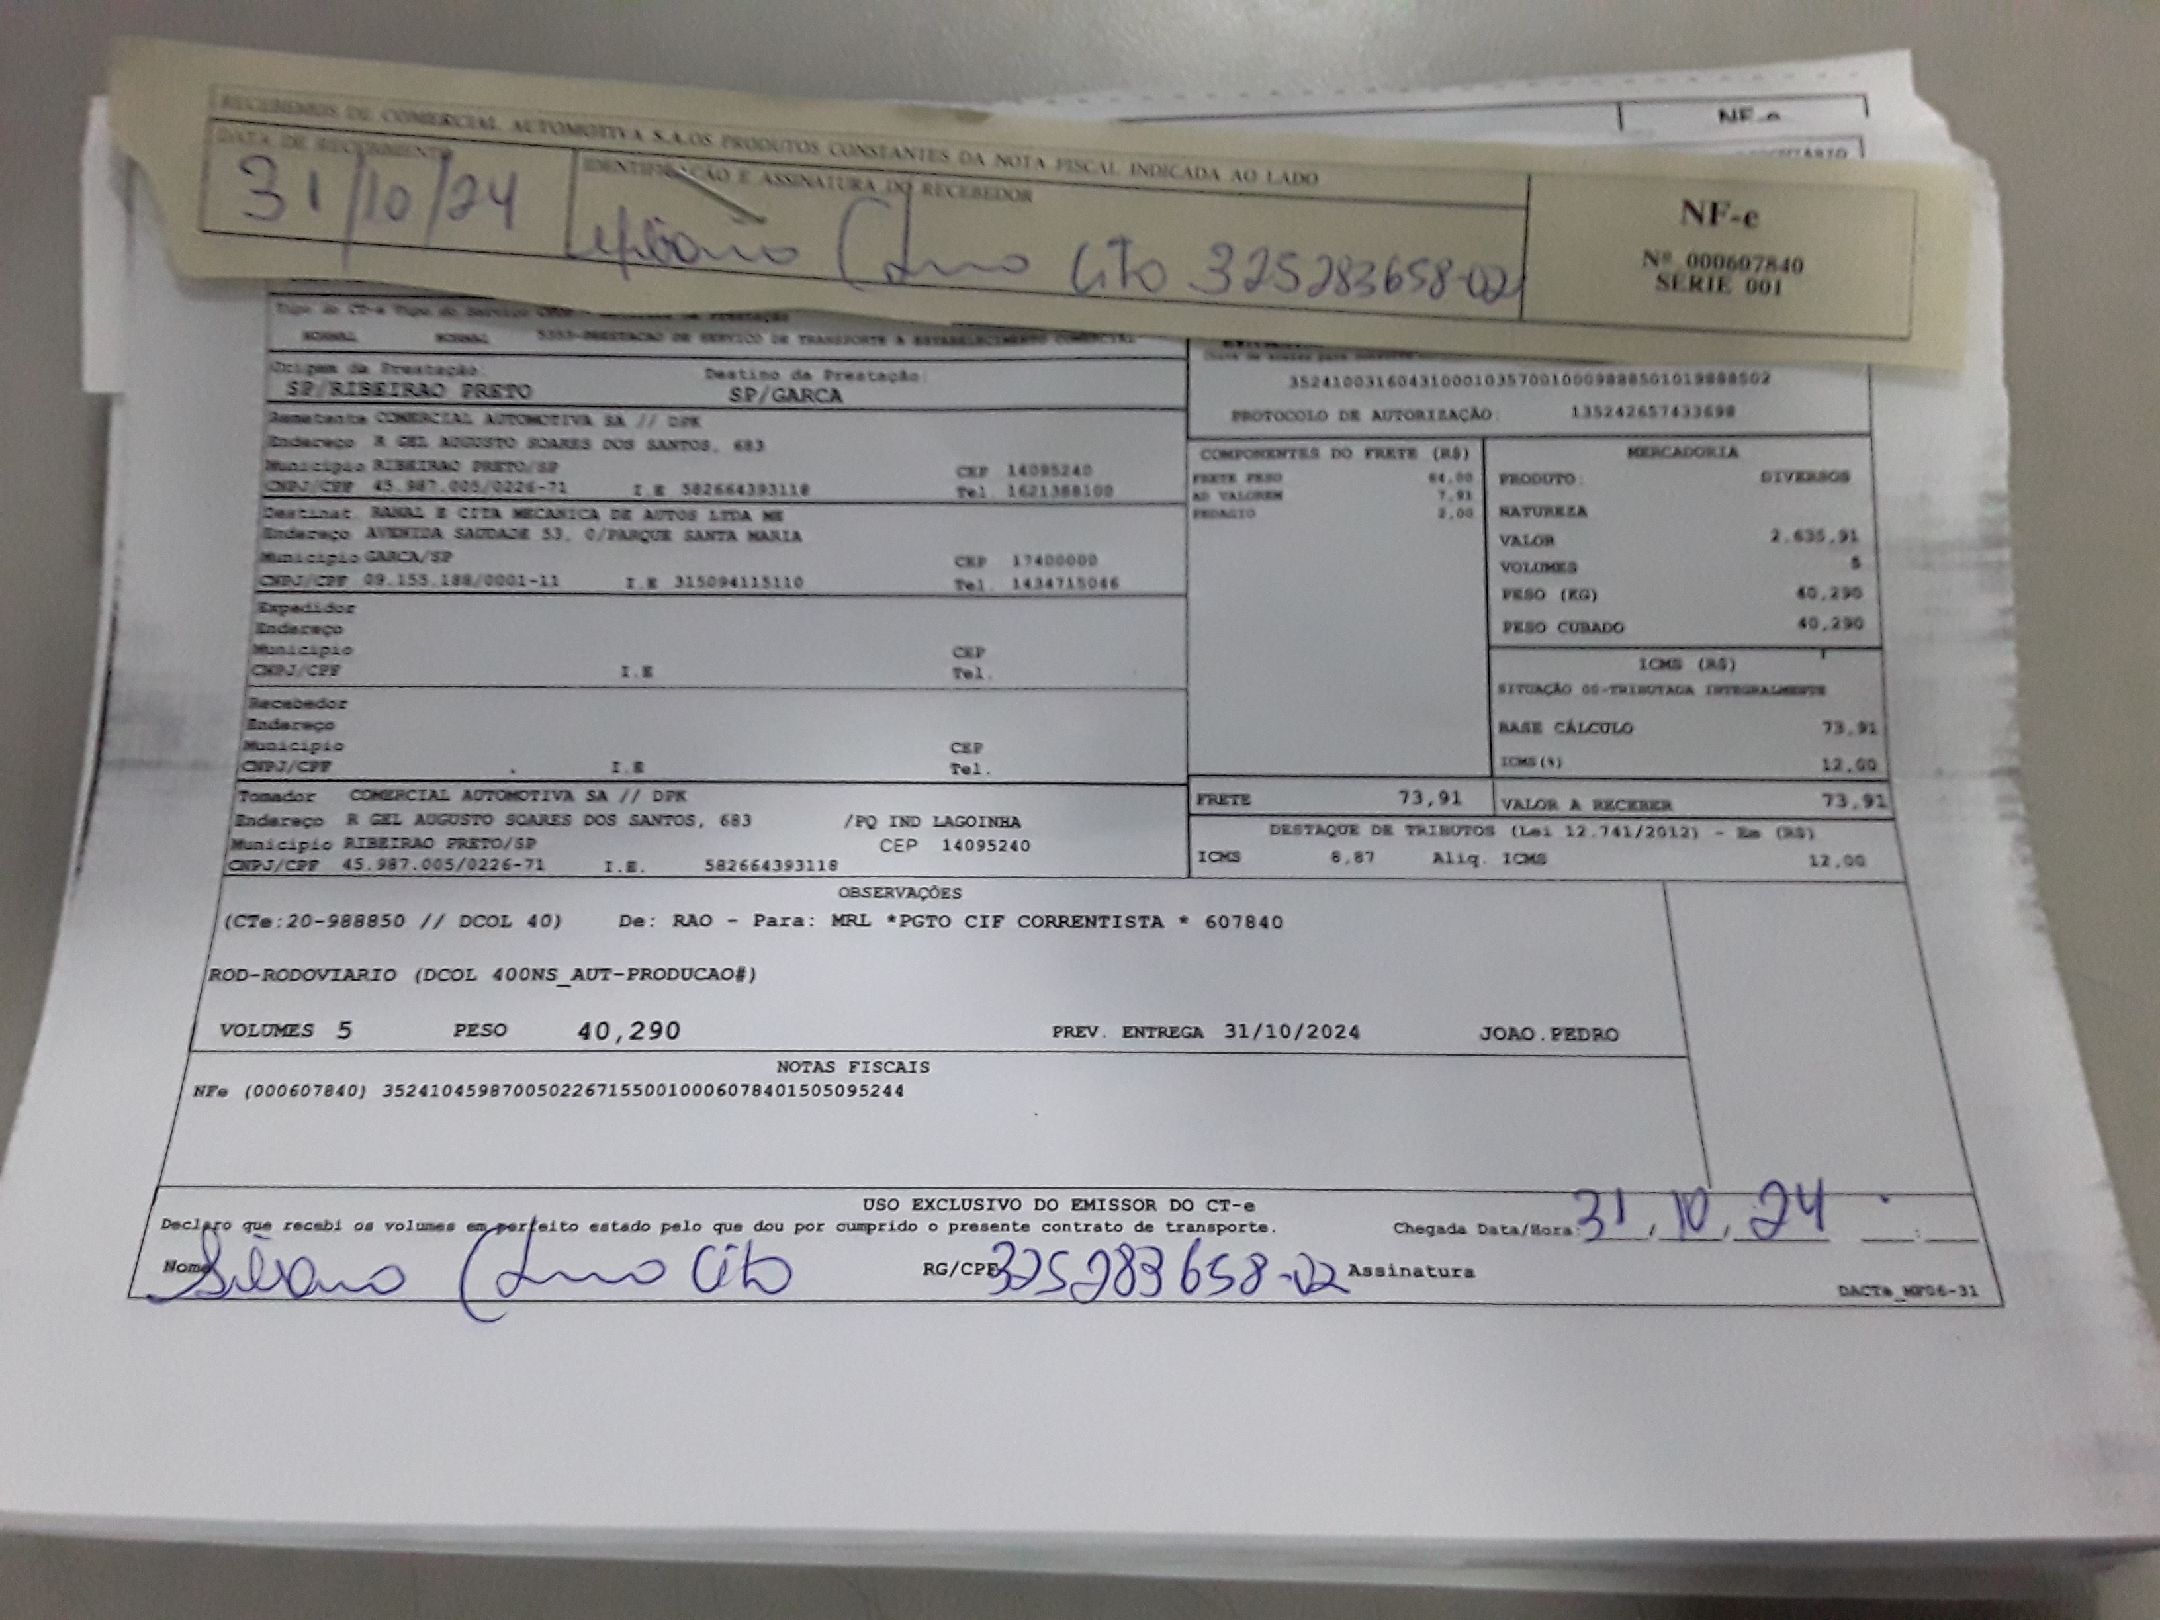 RECEBEMOS DE COMERCIAL AUTOMOTIVA S.A.OS PRODUTOS CONSTANTES DA NOTA FISCAL INDICADA AO LADO
DATA DE RECEBIMENTO
IDENTIFICAÇÃO E ASSINATURA DO RECEBEDOR
31/10/24
Cito 325283658-02
NF-e
Nº 000607840
SERIE 001
NF-e
NORMAL NORMAL 5353-PRESTACAO DE SERVICO DE TRANSPORTE A ESTABELECIMENTO COMERCIAL
Origem da Prestação: Destino da Prestação:
SP/RIBEIRAO PRETO SP/GARCA
Remetente COMERCIAL AUTOMOTIVA SA // DPK
Endereço R GEL AUGUSTO SOARES DOS SANTOS, 683
Municipio RIBEIRAO PRETO/SP CEP 14095240
CNPJ/CPF 45.987.005/0226-71 I.E 582664393118 Tel. 1621388100
Destinat. RANAL E CITA MECANICA DE AUTOS LTDA ME
Endereço AVENIDA SAUDADE 53, 0/PARQUE SANTA MARIA
Municipio GARCA/SP CEP 17400000
CNPJ/CPF 09.155.188/0001-11 I.E 315094115110 Tel. 1434715046
Expedidor
Endereço
Municipio CEP
CNPJ/CPF I.E Tel.
Recebedor
Endereço
Municipio CEP
CNPJ/CPF I.E Tel.
Tomador COMERCIAL AUTOMOTIVA SA // DPK
Endereço R GEL AUGUSTO SOARES DOS SANTOS, 683 /PQ IND LAGOINHA
Municipio RIBEIRAO PRETO/SP CEP 14095240
CNPJ/CPF 45.987.005/0226-71 I.E. 582664393118
35241003160431000103570010009888501019888502
PROTOCOLO DE AUTORIZAÇÃO: 135242657433698
COMPONENTES DO FRETE (R$)
FRETE PESO 64,00
AD VALOREM 7,91
PEDAGIO 2,00
MERCADORIA
PRODUTO: DIVERSOS
NATUREZA
VALOR 2.635,91
VOLUMES 5
PESO (KG) 40,290
PESO CUBADO 40,290
ICMS (R$)
SITUAÇÃO 00-TRIBUTADA INTEGRALMENTE
BASE CÁLCULO 73,91
ICMS(%) 12,00
FRETE 73,91 VALOR A RECEBER 73,91
DESTAQUE DE TRIBUTOS (Lei 12.741/2012) - Em (R$)
ICMS 8,87 Aliq. ICMS 12,00
OBSERVAÇÕES
(CTe:20-988850 // DCOL 40) De: RAO - Para: MRL *PGTO CIF CORRENTISTA * 607840
ROD-RODOVIARIO (DCOL 400NS_AUT-PRODUCAO#)
VOLUMES 5 PESO 40,290 PREV. ENTREGA 31/10/2024 JOAO.PEDRO
NOTAS FISCAIS
NFe (000607840) 35241045987005022671550010006078401505095244
USO EXCLUSIVO DO EMISSOR DO CT-e
Declaro que recebi os volumes em perfeito estado pelo que dou por cumprido o presente contrato de transporte. Chegada Data/Hora: 31/10/24 :
Nome Cito RG/CPF 325283658-02 Assinatura
DACTe_MF06-31